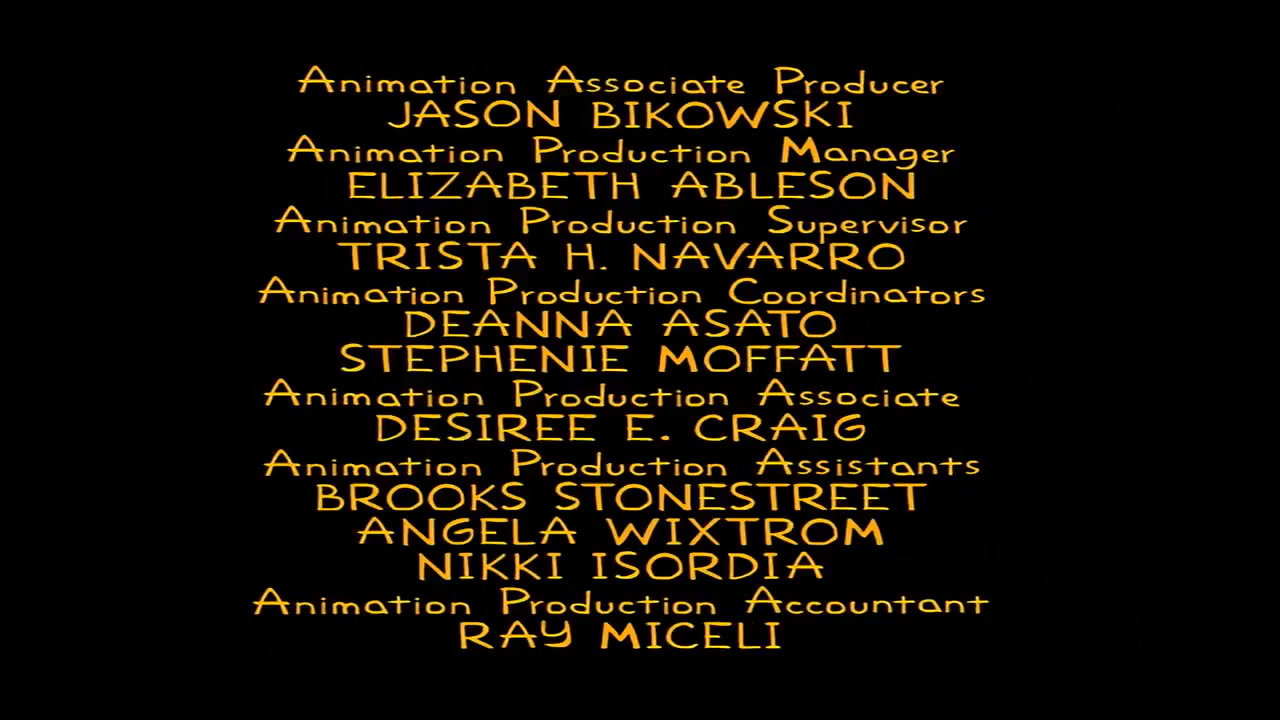 Animation Associate Producer
JASON BIKOWSKI
Animation Production Manager
ELIZABETH ABLESON
Animation Production Supervisor
TRISTA H. NAVARRO
Animation Production Coordinators
DEANNA ASATO
STEPHENIE MOFFATT
Animation Production Associate
DESIREE E. CRAIG
Animation Production Assistants
BROOKS STONESTREET
ANGELA WIXTROM
NIKKI ISORDIA
Animation Production Accountant
RAY MICELI